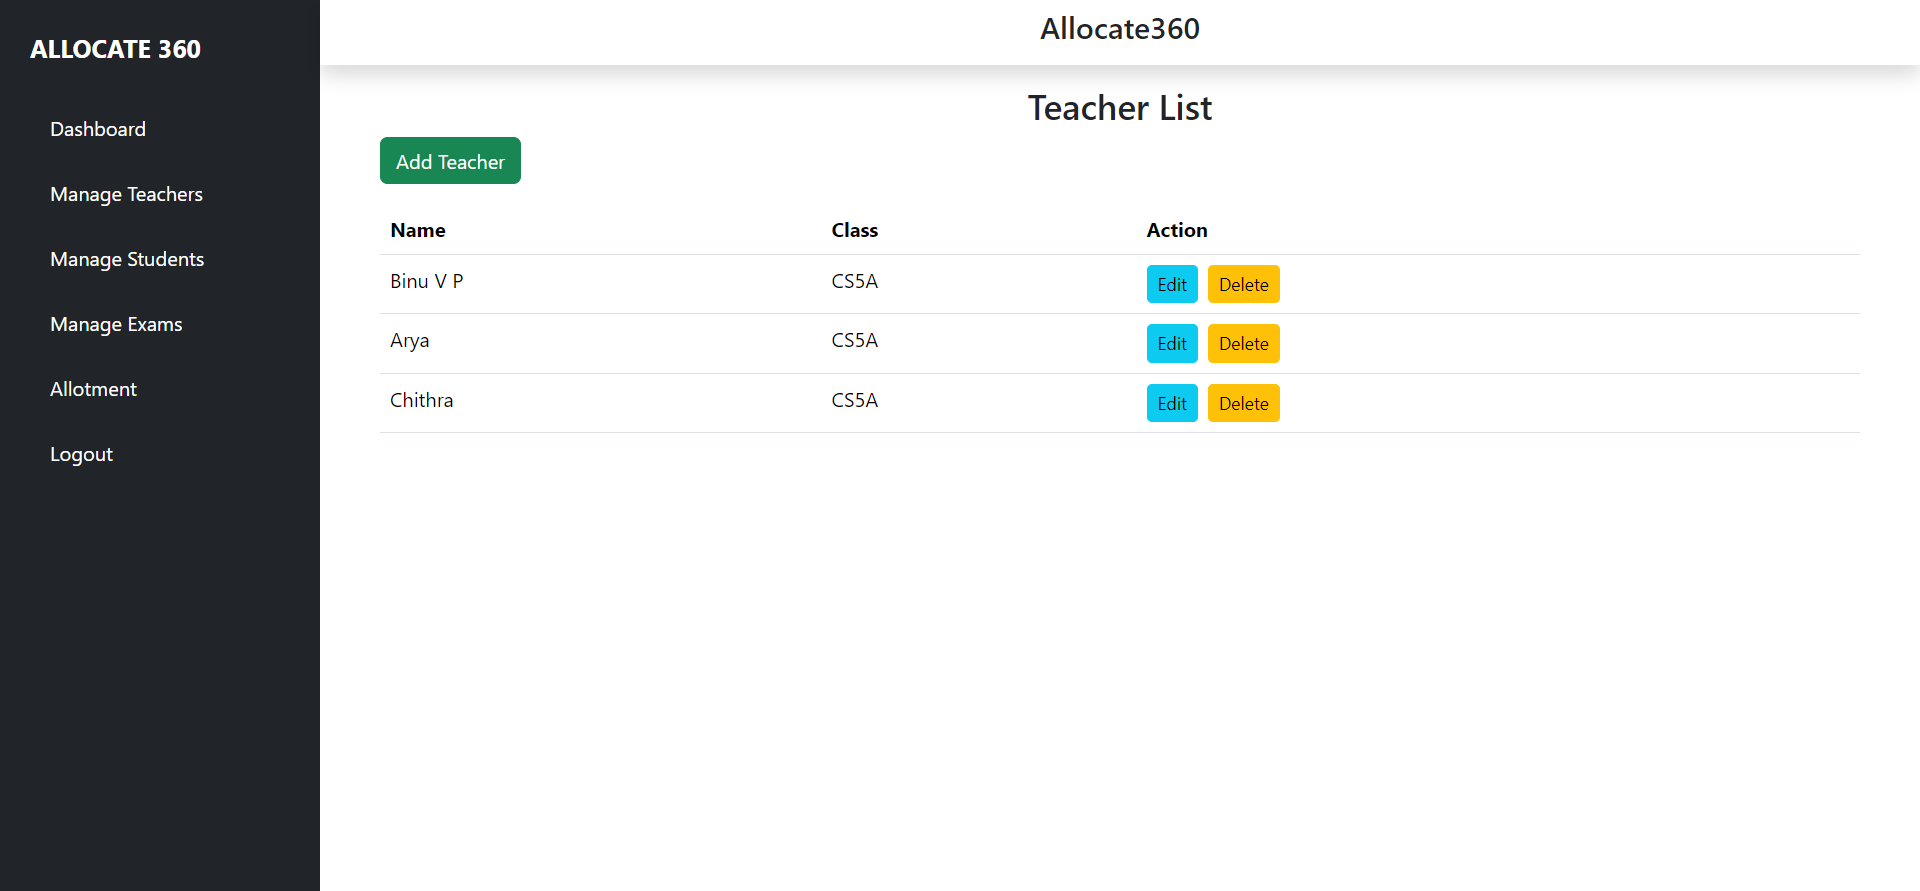 ALLOCATE 360
Dashboard
Manage Teachers
Manage Students
Manage Exams
Allotment
Logout
Allocate360
Teacher List
Add Teacher
Name Class Action
Binu V P CS5A Edit Delete
Arya CS5A Edit Delete
Chithra CS5A Edit Delete